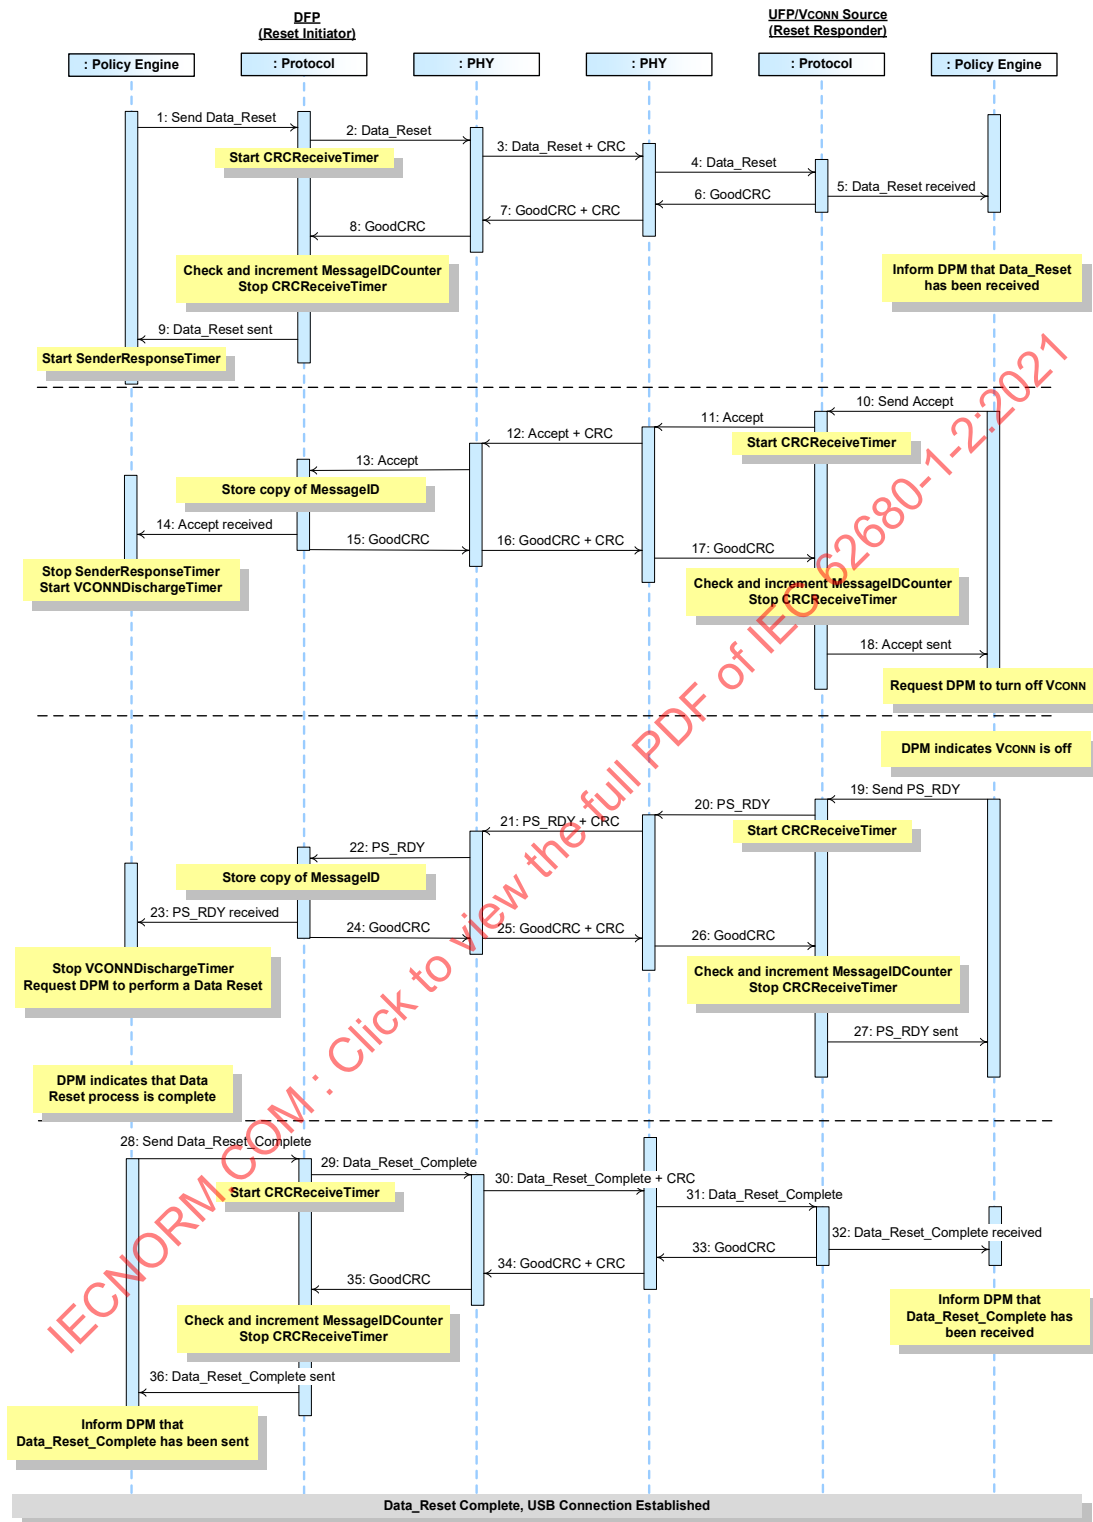 DFP
(Reset Initiator)
UFP/VCONN Source
(Reset Responder)
: Policy Engine
: Protocol
: PHY
: PHY
: Protocol
: Policy Engine
1: Send Data_Reset
2: Data_Reset
Start CRCReceiveTimer
3: Data_Reset + CRC
4: Data_Reset
5: Data_Reset received
6: GoodCRC
7: GoodCRC + CRC
8: GoodCRC
Check and increment MessageIDCounter
Stop CRCReceiveTimer
Inform DPM that Data_Reset
has been received
9: Data_Reset sent
Start SenderResponseTimer
10: Send Accept
11: Accept
Start CRCReceiveTimer
12: Accept + CRC
13: Accept
Store copy of MessageID
14: Accept received
15: GoodCRC
16: GoodCRC + CRC
17: GoodCRC
Stop SenderResponseTimer
Start VCONNDischargeTimer
Check and increment MessageIDCounter
Stop CRCReceiveTimer
18: Accept sent
Request DPM to turn off VCONN
DPM indicates VCONN is off
19: Send PS_RDY
20: PS_RDY
Start CRCReceiveTimer
21: PS_RDY + CRC
22: PS_RDY
Store copy of MessageID
23: PS_RDY received
24: GoodCRC
25: GoodCRC + CRC
26: GoodCRC
Stop VCONNDischargeTimer
Request DPM to perform a Data Reset
Check and increment MessageIDCounter
Stop CRCReceiveTimer
27: PS_RDY sent
DPM indicates that Data
Reset process is complete
28: Send Data_Reset_Complete
29: Data_Reset_Complete
Start CRCReceiveTimer
30: Data_Reset_Complete + CRC
31: Data_Reset_Complete
32: Data_Reset_Complete received
33: GoodCRC
34: GoodCRC + CRC
35: GoodCRC
Check and increment MessageIDCounter
Stop CRCReceiveTimer
Inform DPM that
Data_Reset_Complete has
been received
36: Data_Reset_Complete sent
Inform DPM that
Data_Reset_Complete has been sent
Data_Reset Complete, USB Connection Established
IECNORM.COM : Click to view the full PDF of IEC 62680-1-2:2021